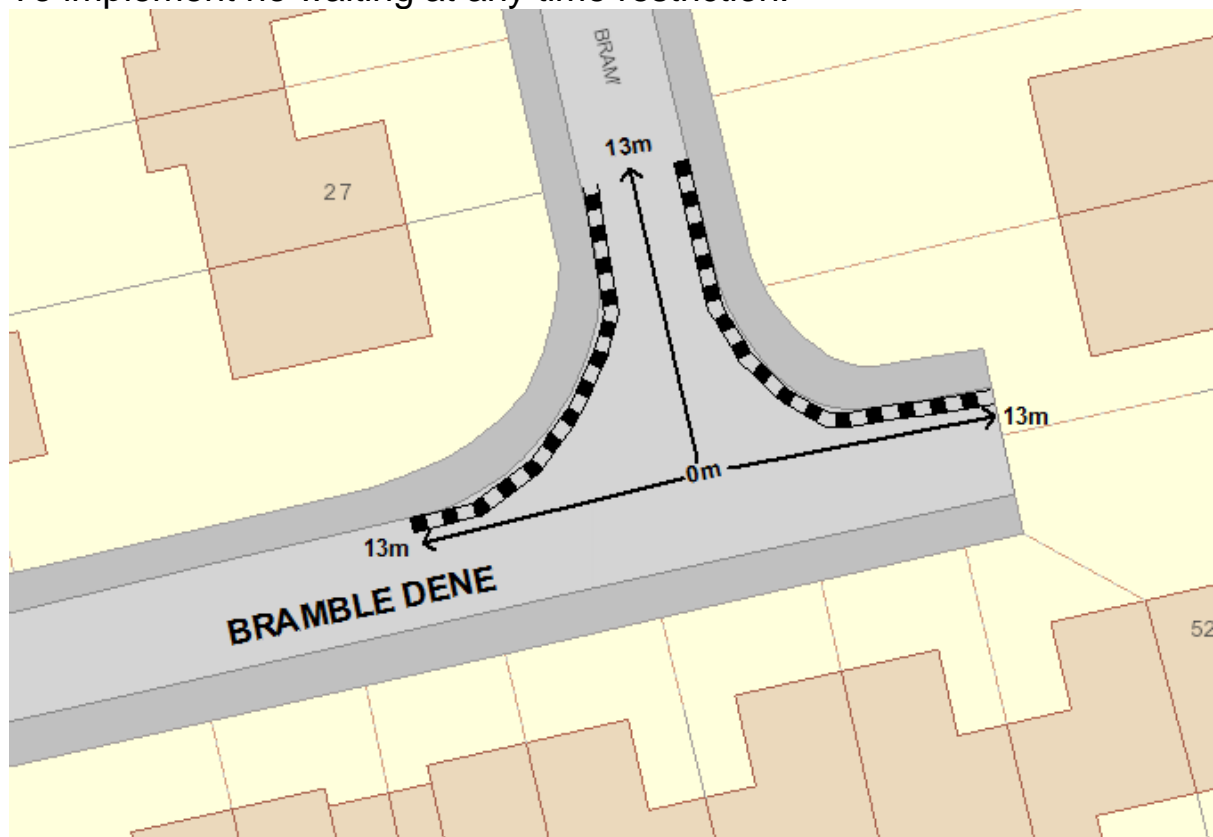 To implement no waiting at any time restriction.
BRAM
13m
27
13m
0m
13m
BRAMBLE DENE
52